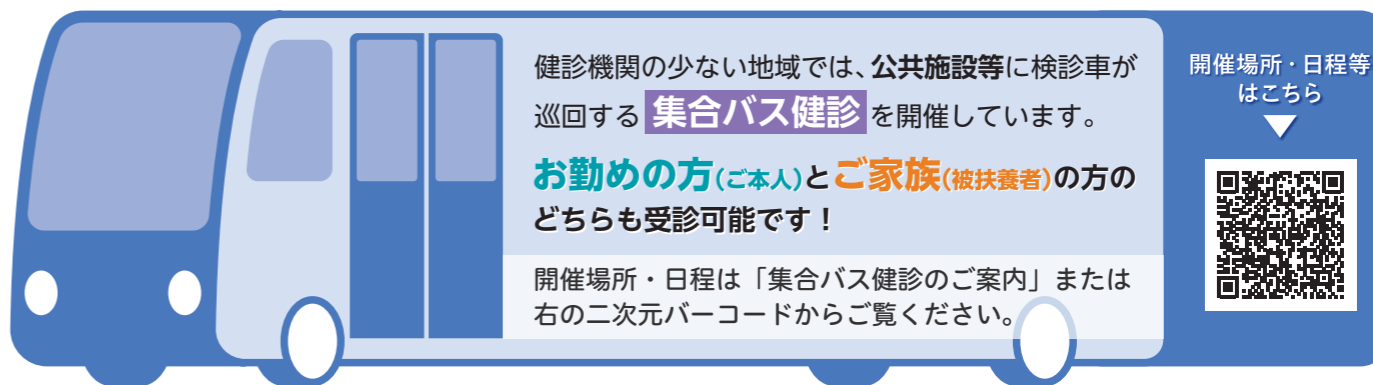 健診機関の少ない地域では、公共施設等に検診車が
巡回する 集合バス健診 を開催しています。
お勤めの方(ご本人)とご家族(被扶養者)の方の
どちらも受診可能です！
開催場所・日程は「集合バス健診のご案内」または
右の二次元バーコードからご覧ください。
開催場所・日程等
はこちら